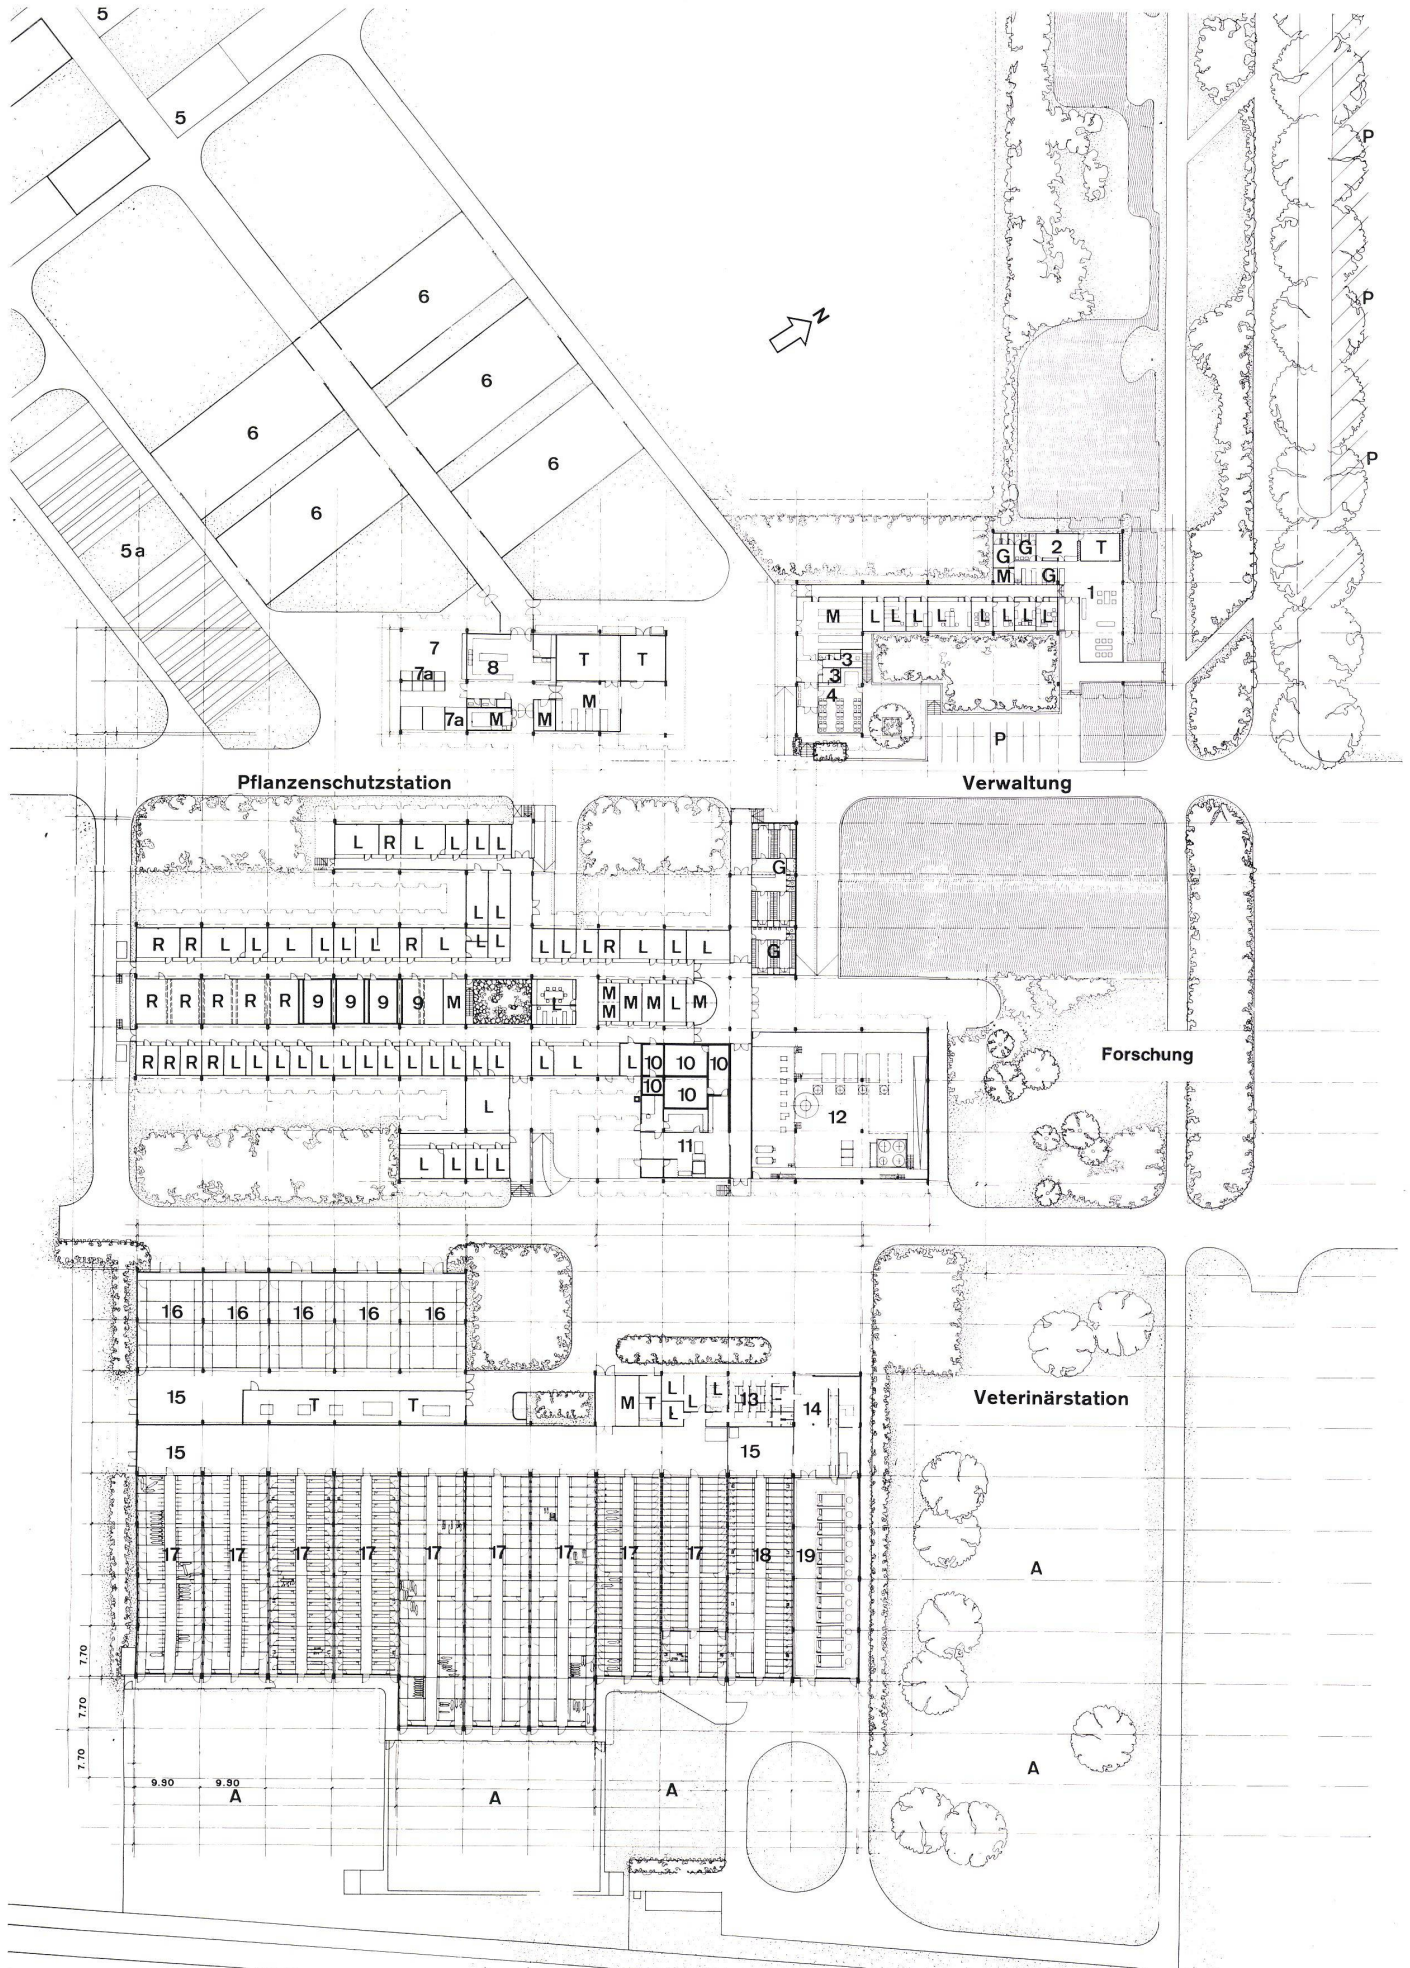 5
5
P
6
N
P
6
6
P
6
6
5a
G G 2 T
G M G
1
M L L L L L L L L
7 8 T T
3
7a
3
4
7a M M M
P
Pflanzenschutzstation
Verwaltung
L R L L L L
G
L L
R R L L L L L L R L L L
L L L R L L L L
G
R R R R R 9 9 9 9 M
L
M M M M L M
Forschung
R R R R L L L L L L L L L L L L L
L L L 10 10 10
10 10
L
12
11
L L L L
16 16 16 16 16
15 T T
M T L L L L 13 14
Veterinärstation
15 15
17 17 17 17 17 17 17 17 17 18 19
A
7.70
7.70
7.70
9.90 9.90
A A A A